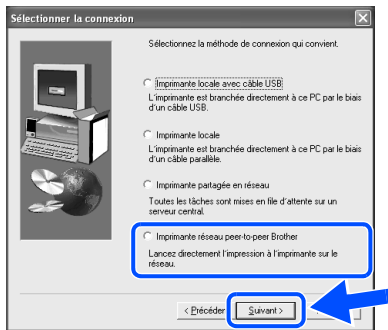 Sélectionner la connexion
Sélectionnez la méthode de connexion qui convient.
Imprimante locale avec câble USB
L'imprimante est branchée directement à ce PC par le biais
d'un câble USB.
Imprimante locale
L'imprimante est branchée directement à ce PC par le biais
d'un câble parallèle.
Imprimante partagée en réseau
Toutes les tâches sont mises en file d'attente sur un
serveur central.
Imprimante réseau peer-to-peer Brother
Lancez directement l'impression à l'imprimante sur le
réseau.
< Précéder
Suivant >